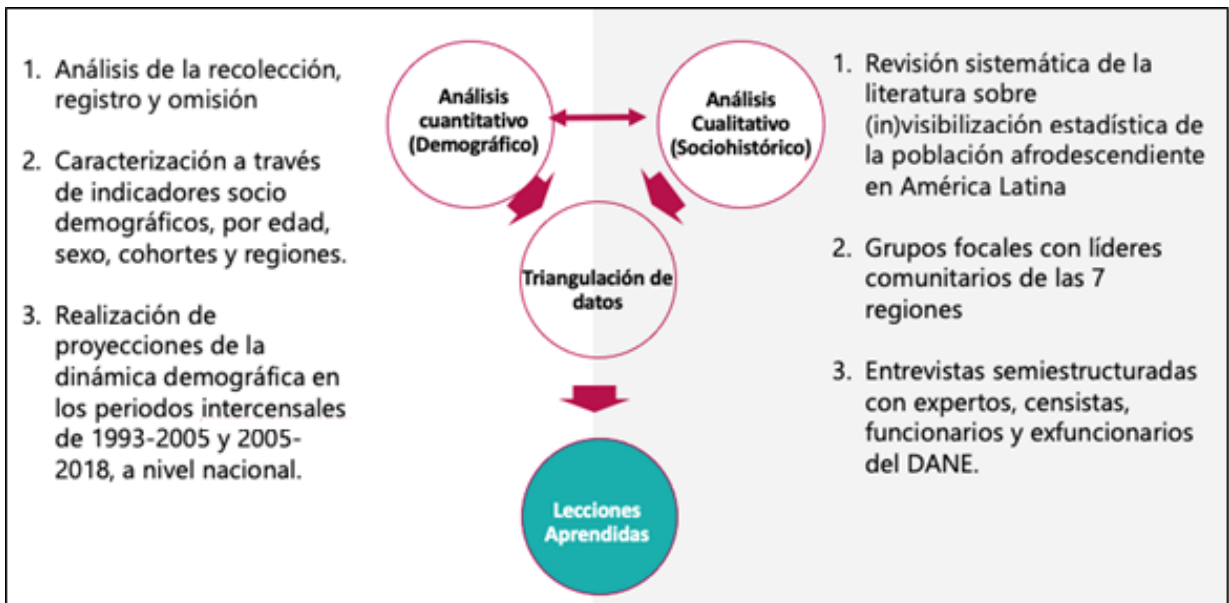 1. Análisis de la recolección,
registro y omisión
2. Caracterización a través
de indicadores socio
demográficos, por edad,
sexo, cohortes y regiones.
3. Realización de
proyecciones de la
dinámica demográfica en
los periodos intercensales
de 1993-2005 y 2005-
2018, a nivel nacional.
Análisis
cuantitativo
(Demográfico)
Análisis
Cualitativo
(Sociohistórico)
Triangulación de
datos
Lecciones
Aprendidas
1. Revisión sistemática de la
literatura sobre
(in)visibilización estadística de
la población afrodescendiente
en América Latina
2. Grupos focales con líderes
comunitarios de las 7
regiones
3. Entrevistas semiestructuradas
con expertos, censistas,
funcionarios y exfuncionarios
del DANE.